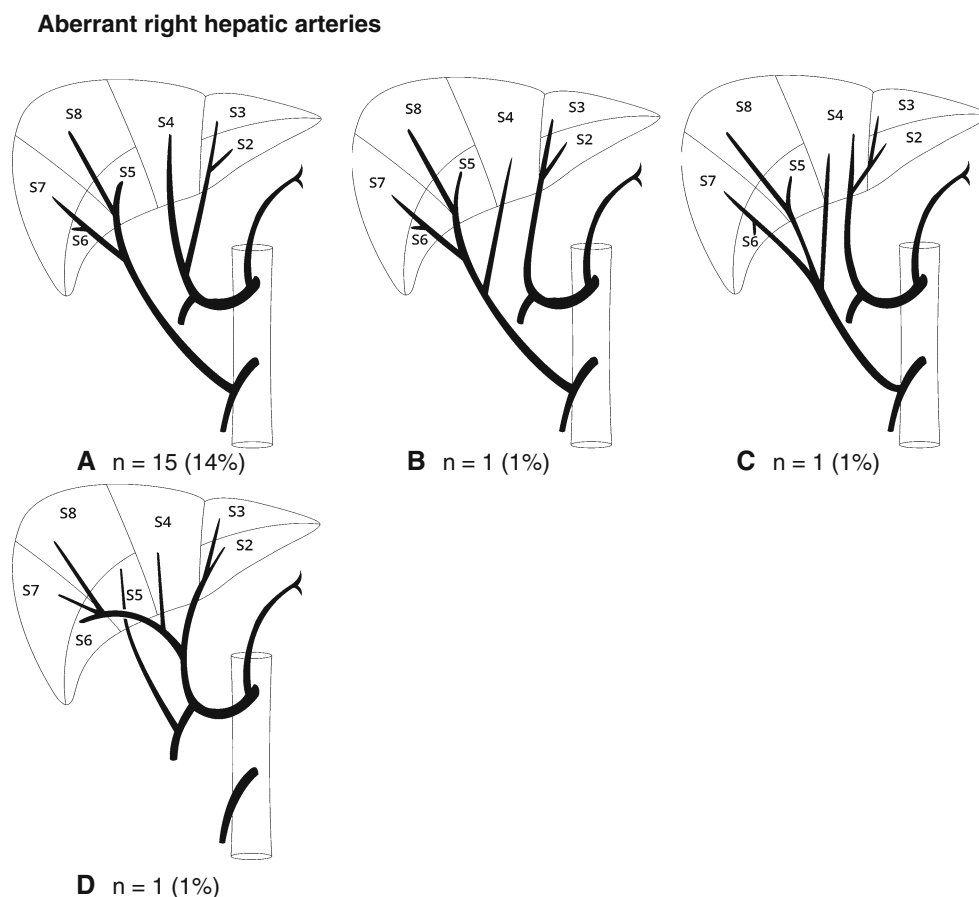 Aberrant right hepatic arteries
S8
S4
S3
S2
S7
S5
S6
A n = 15 (14%)
S8
S4
S3
S2
S7
S5
S6
B n = 1 (1%)
S8
S4
S3
S2
S7
S5
S6
C n = 1 (1%)
S8
S4
S3
S2
S7
S5
S6
D n = 1 (1%)